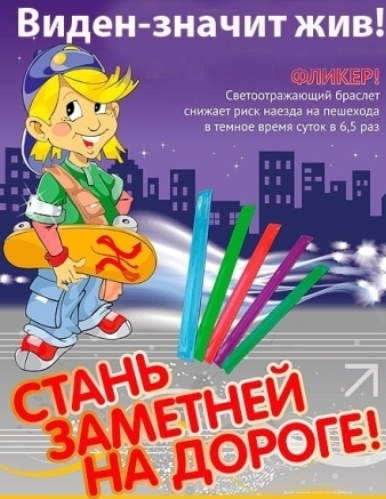 Виден-значит жив!
ФЛИКЕР!
Светоотражающий браслет
снижает риск наезда на пешехода
в темное время суток в 6,5 раз
СТАНЬ
ЗАМЕТНЕЙ
НА ДОРОГЕ!